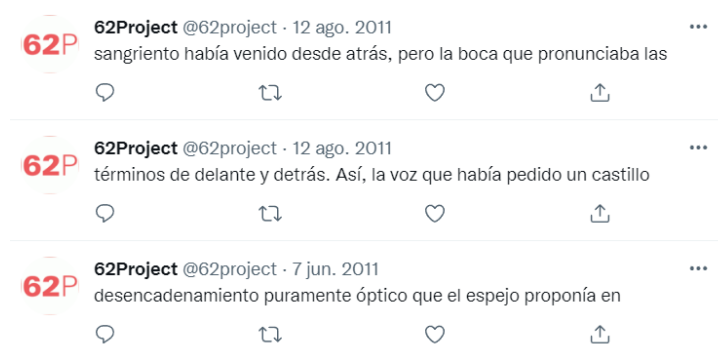 62P
62Project @62project · 12 ago. 2011
sangriento había venido desde atrás, pero la boca que pronunciaba las
62P
62Project @62project · 12 ago. 2011
términos de delante y detrás. Así, la voz que había pedido un castillo
62P
62Project @62project · 7 jun. 2011
desencadenamiento puramente óptico que el espejo proponía en